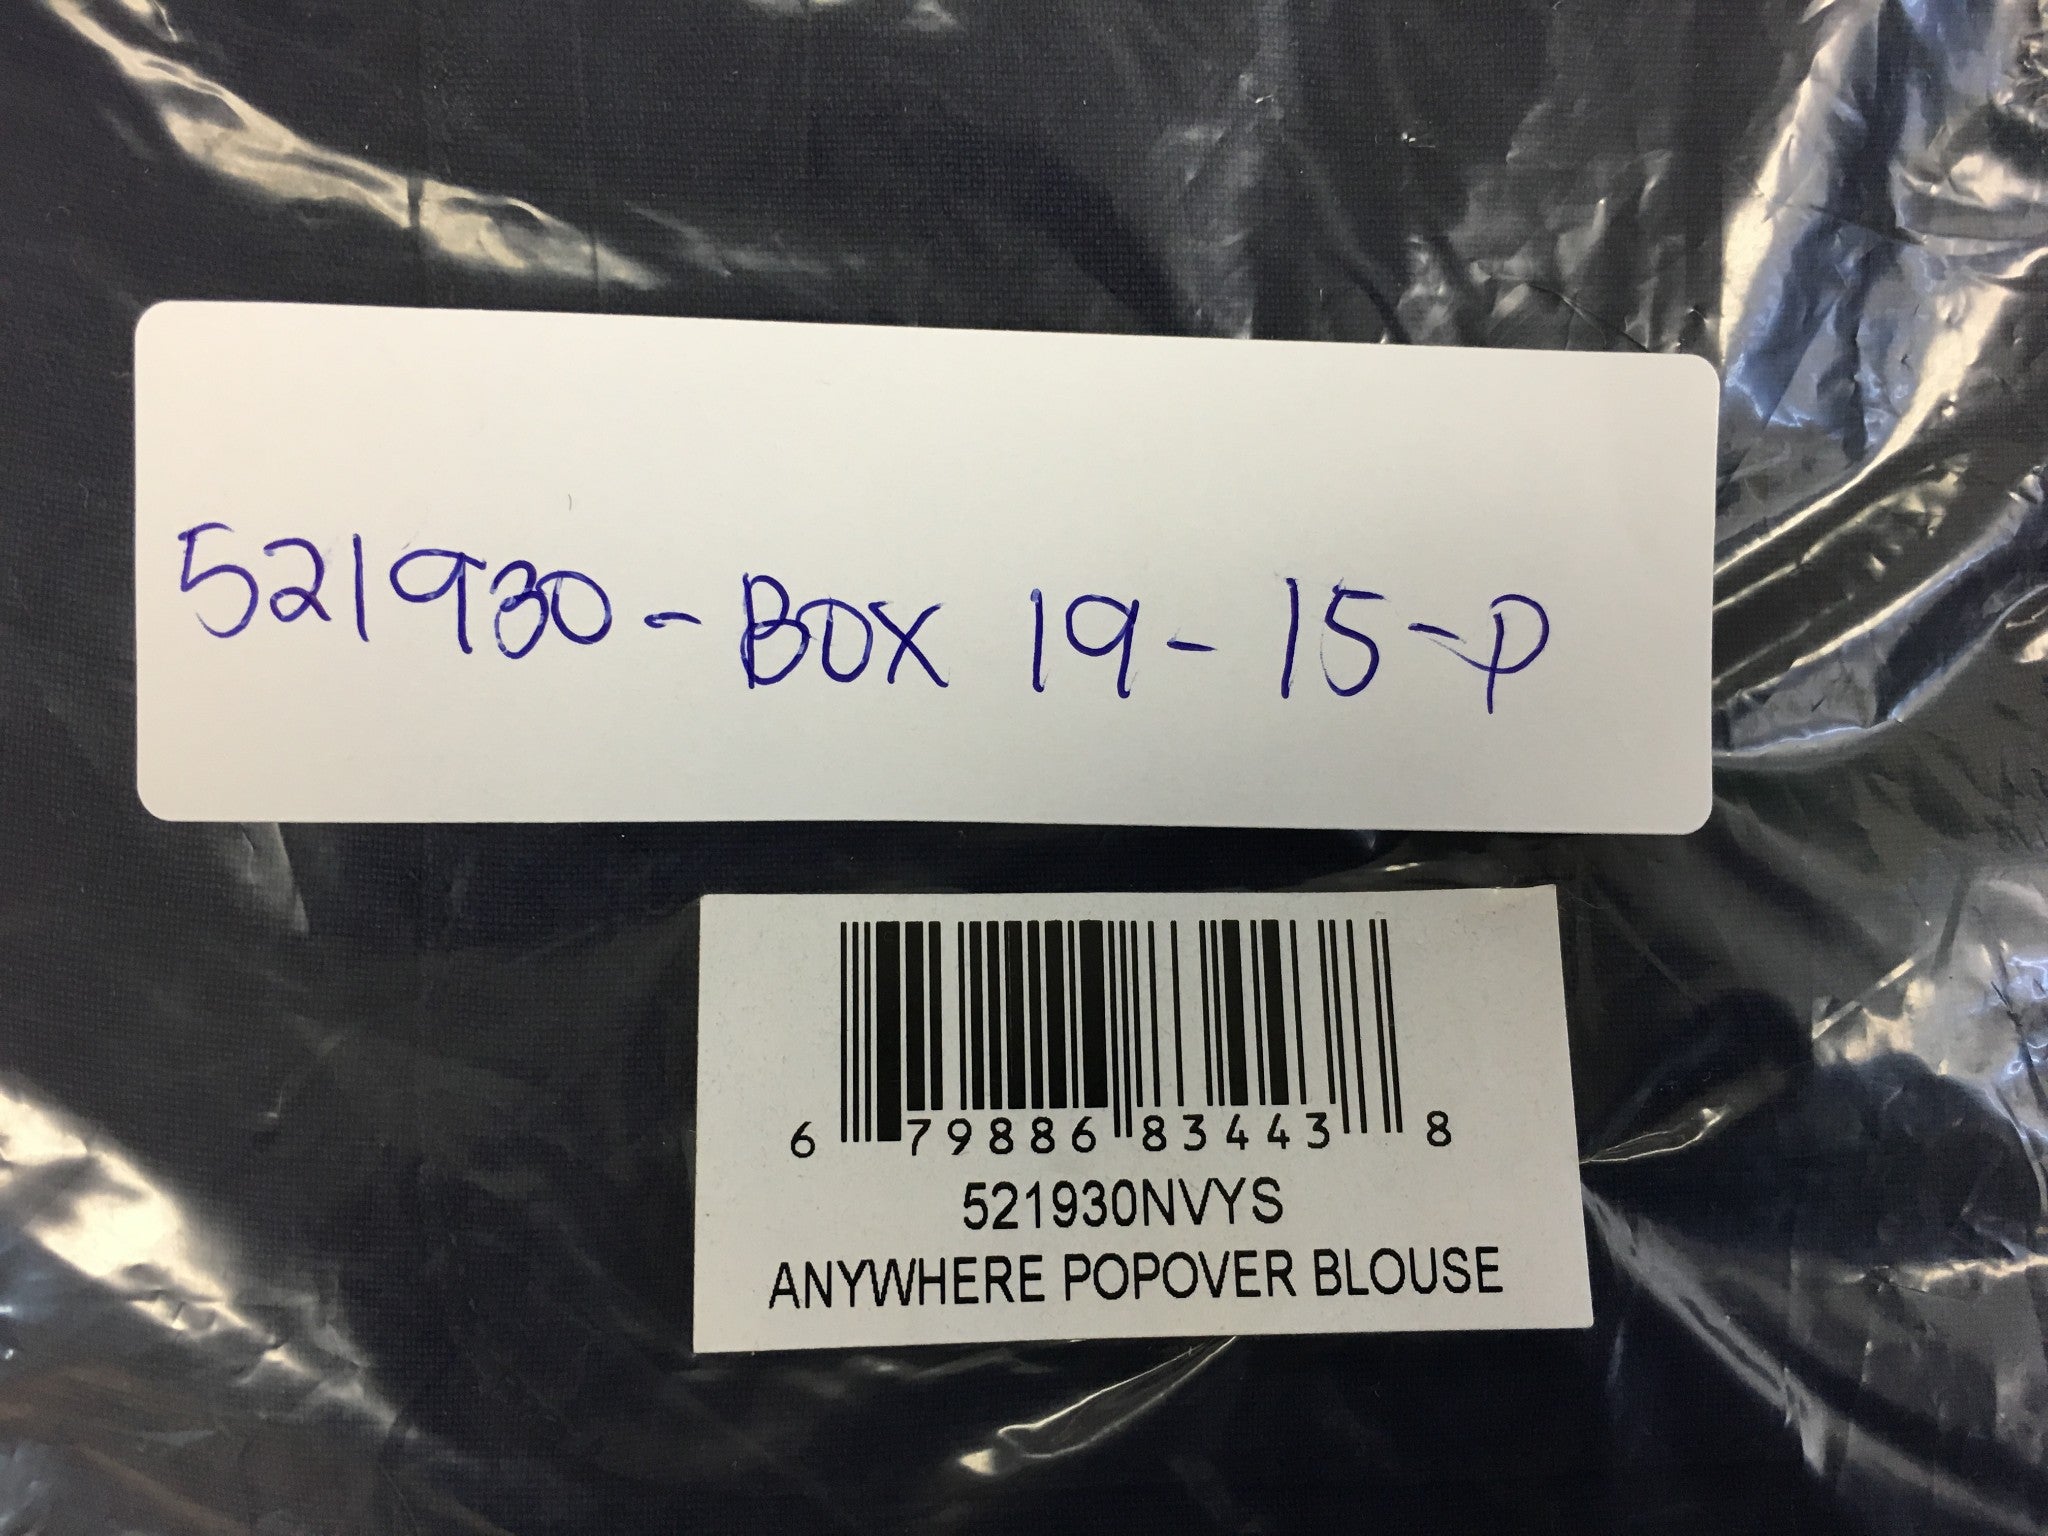 521930-BOX 19-15-P
6 79886 83443 8
521930NVYS
ANYWHERE POPOVER BLOUSE